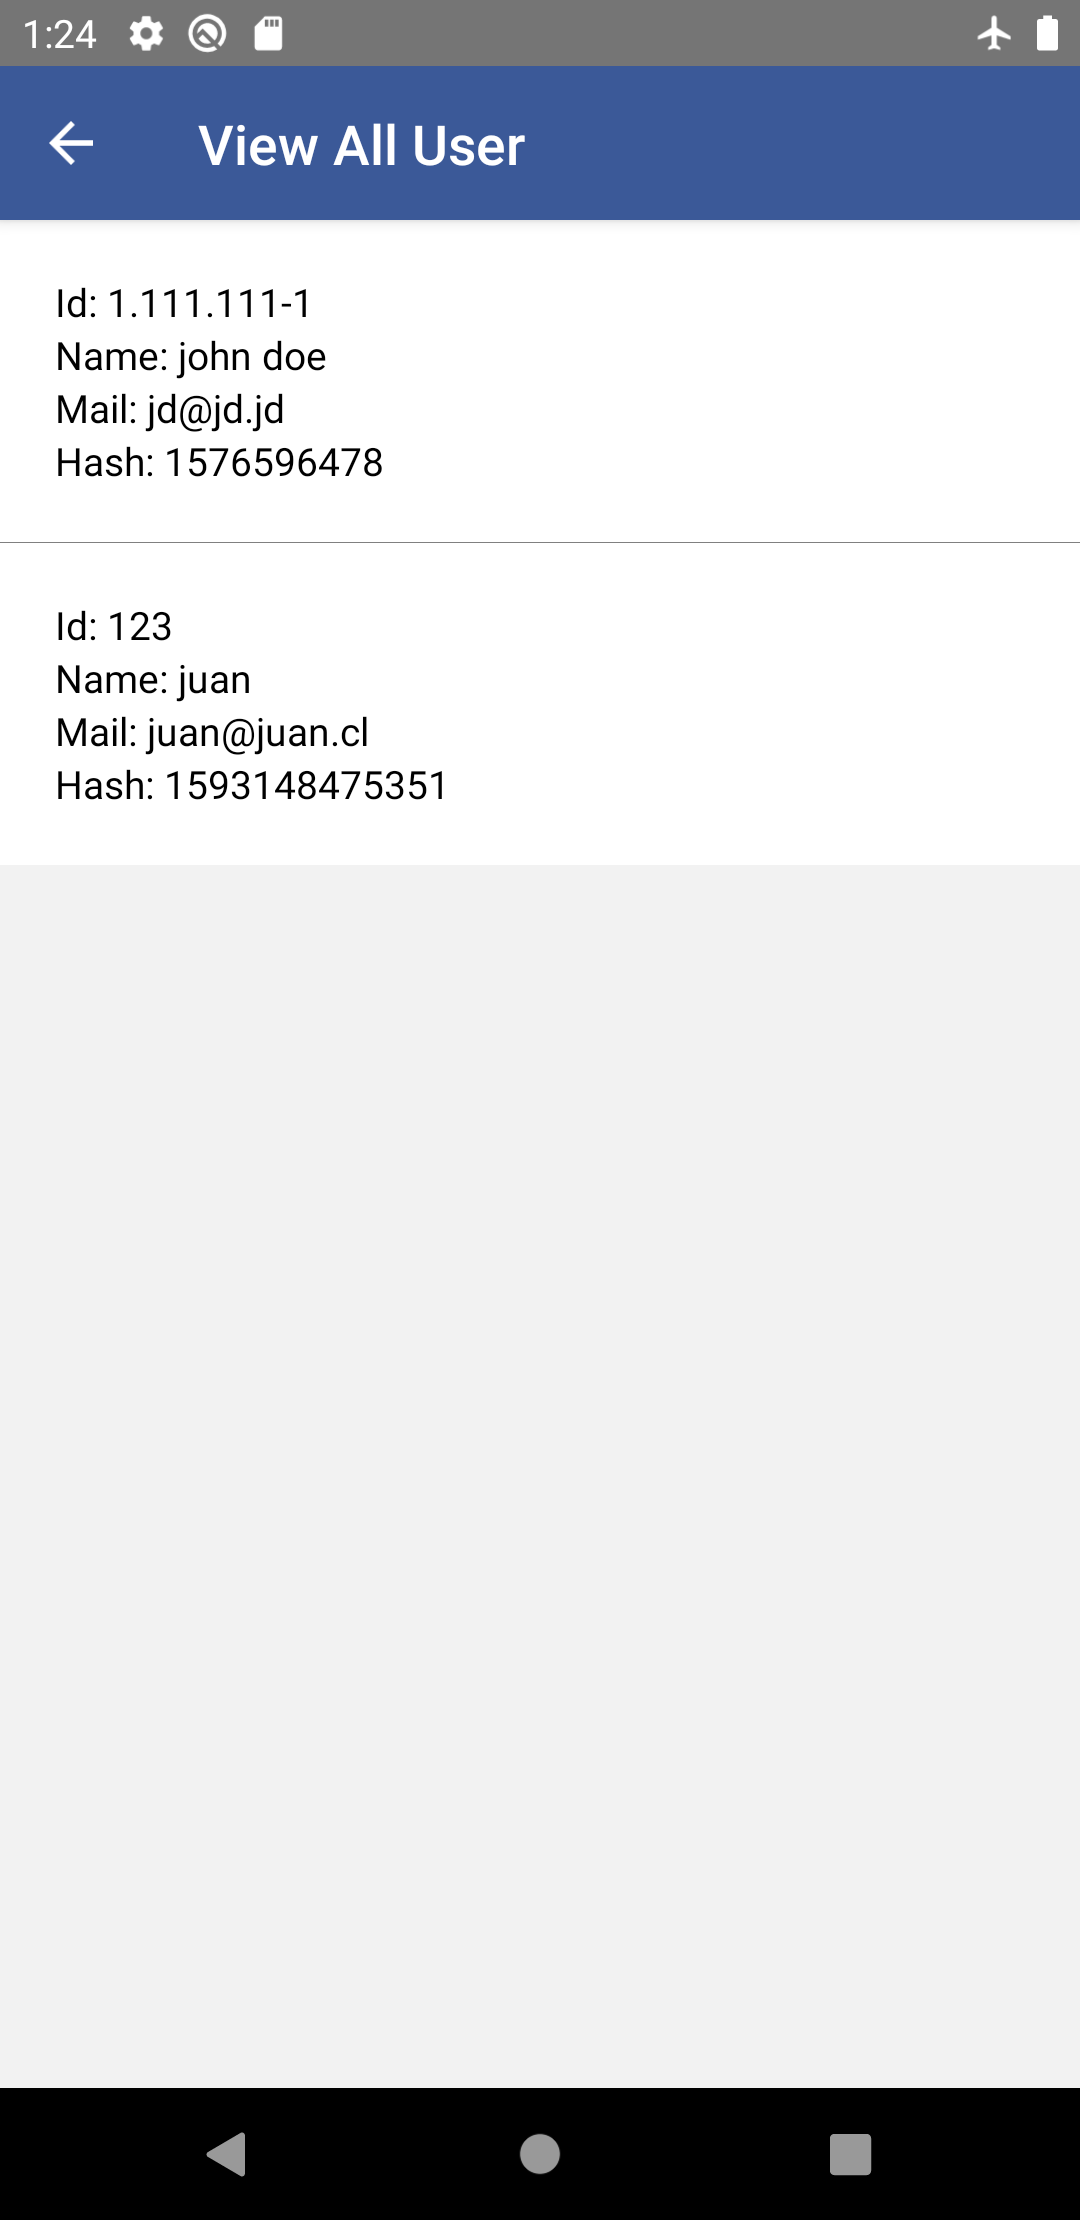 1:24
View All User
Id: 1.111.111-1
Name: john doe
Mail: jd@jd.jd
Hash: 1576596478
Id: 123
Name: juan
Mail: juan@juan.cl
Hash: 1593148475351